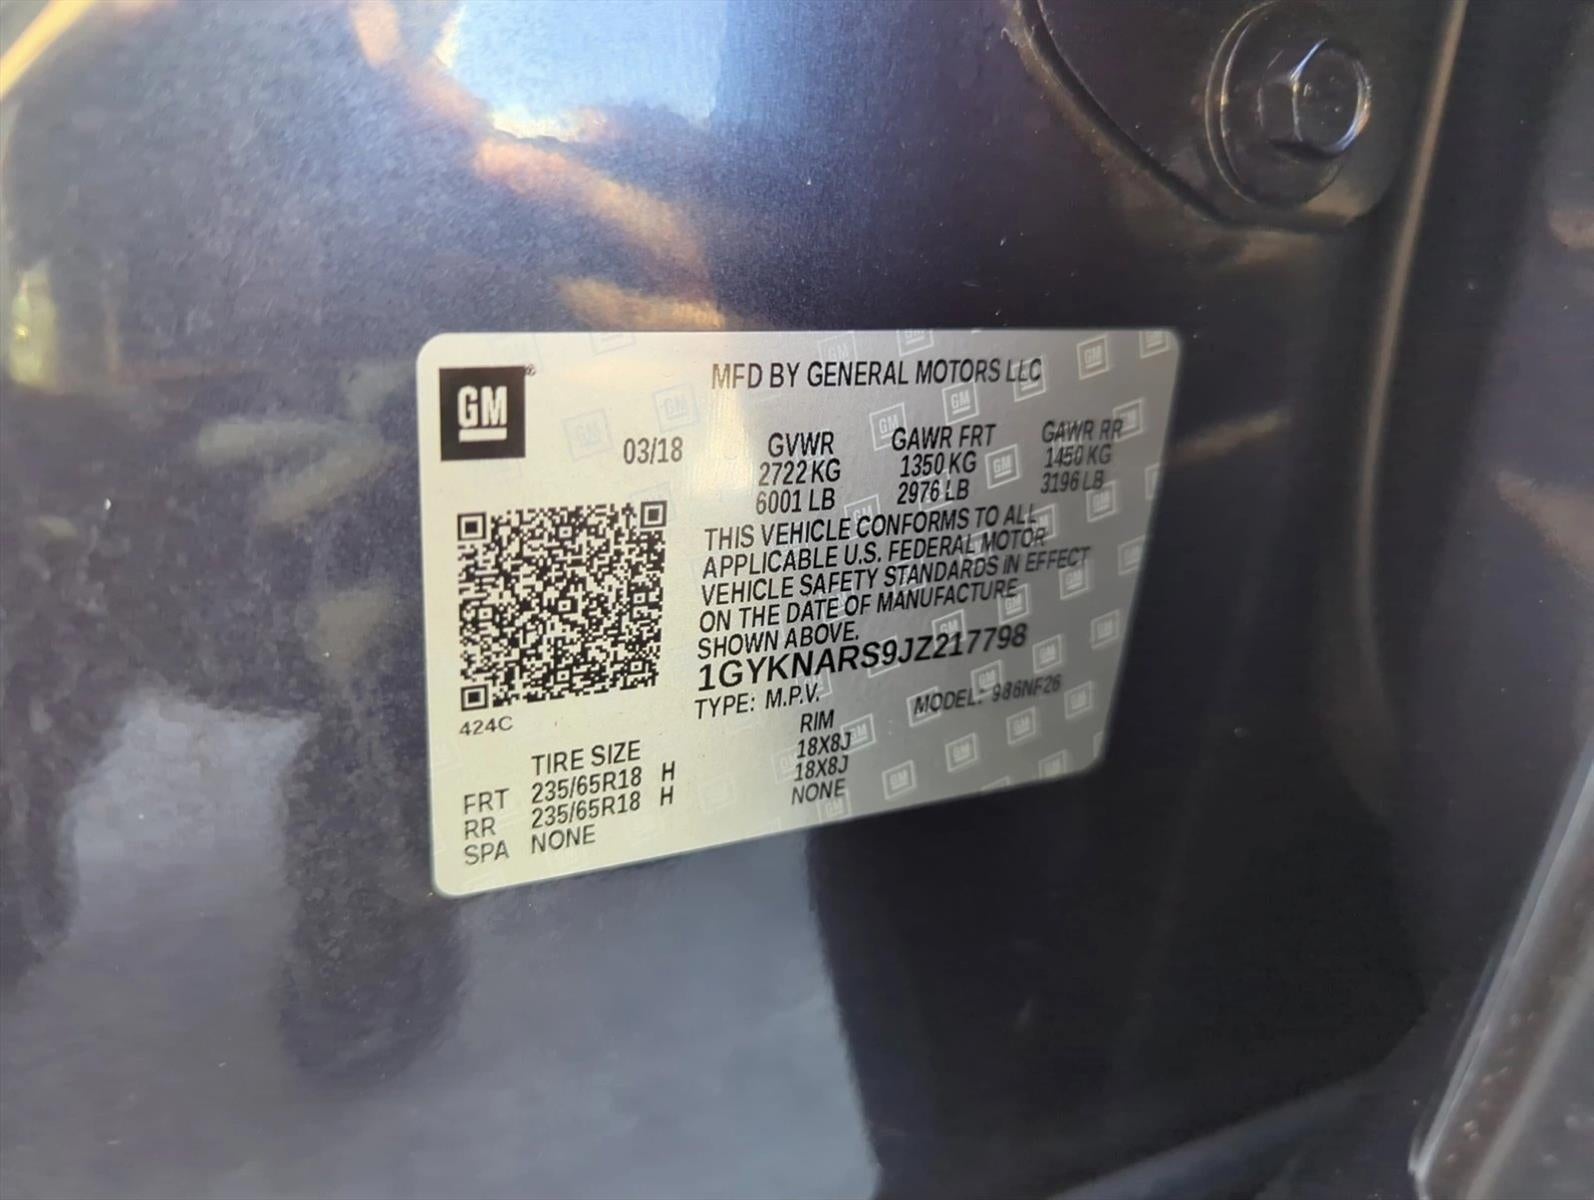 GM
MFD BY GENERAL MOTORS LLC
03/18 GVWR GAWR FRT GAWR RR
2722 KG 1350 KG 1450 KG
6001 LB 2976 LB 3196 LB
THIS VEHICLE CONFORMS TO ALL
APPLICABLE U.S. FEDERAL MOTOR
VEHICLE SAFETY STANDARDS IN EFFECT
ON THE DATE OF MANUFACTURE
SHOWN ABOVE.
1GYKNARS9JZ217798
TYPE: M.P.V. MODEL: 986NF26
424C
TIRE SIZE RIM
FRT 235/65R18 H 18X8J
RR 235/65R18 H 18X8J
SPA NONE NONE